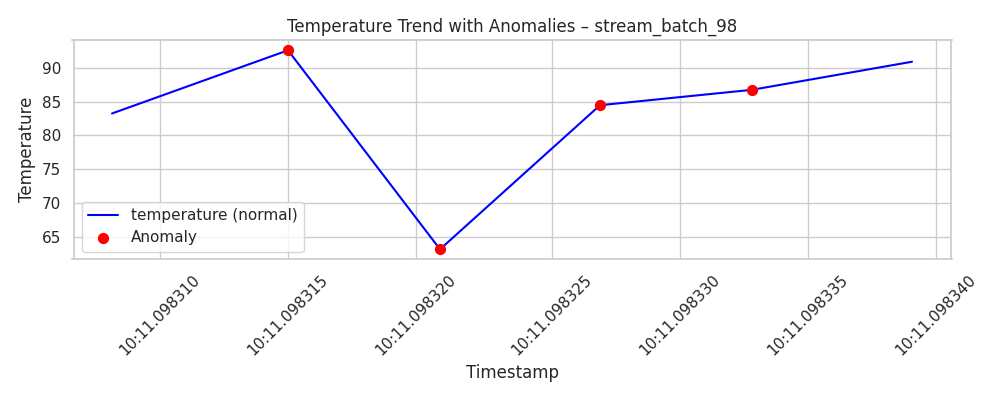 Temperature Trend with Anomalies – stream_batch_98
Temperature
90
85
80
75
70
65
temperature (normal)
Anomaly
10:11.098310
10:11.098315
10:11.098320
10:11.098325
10:11.098330
10:11.098335
10:11.098340
Timestamp